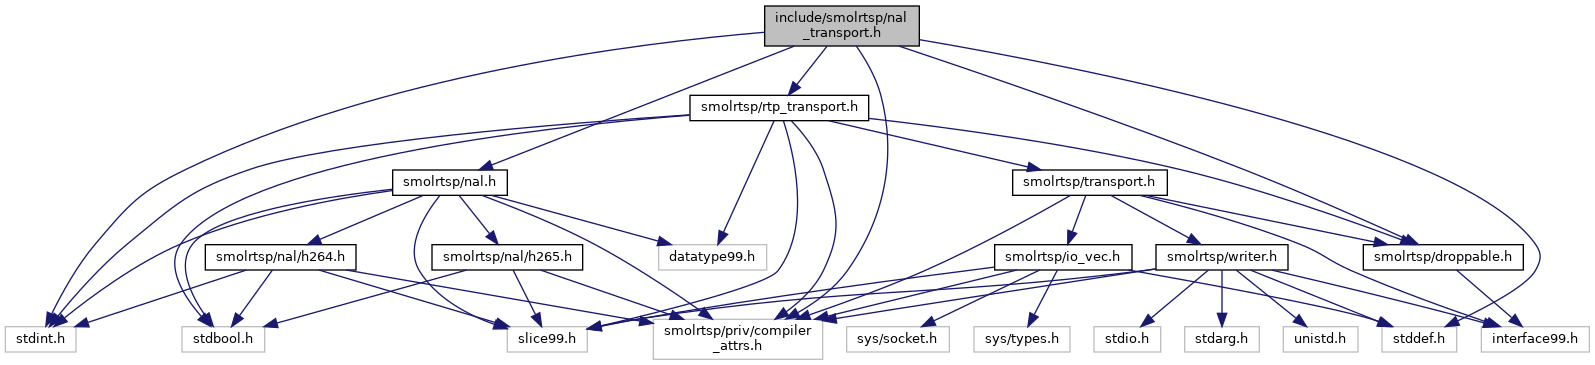 include/smolrtsp/nal
_transport.h
smolrtsp/rtp_transport.h
smolrtsp/nal.h
smolrtsp/transport.h
smolrtsp/nal/h264.h
smolrtsp/nal/h265.h
datatype99.h
smolrtsp/io_vec.h
smolrtsp/writer.h
smolrtsp/droppable.h
stdint.h
stdbool.h
slice99.h
smolrtsp/priv/compiler
_attrs.h
sys/socket.h
sys/types.h
stdio.h
stdarg.h
unistd.h
stddef.h
interface99.h